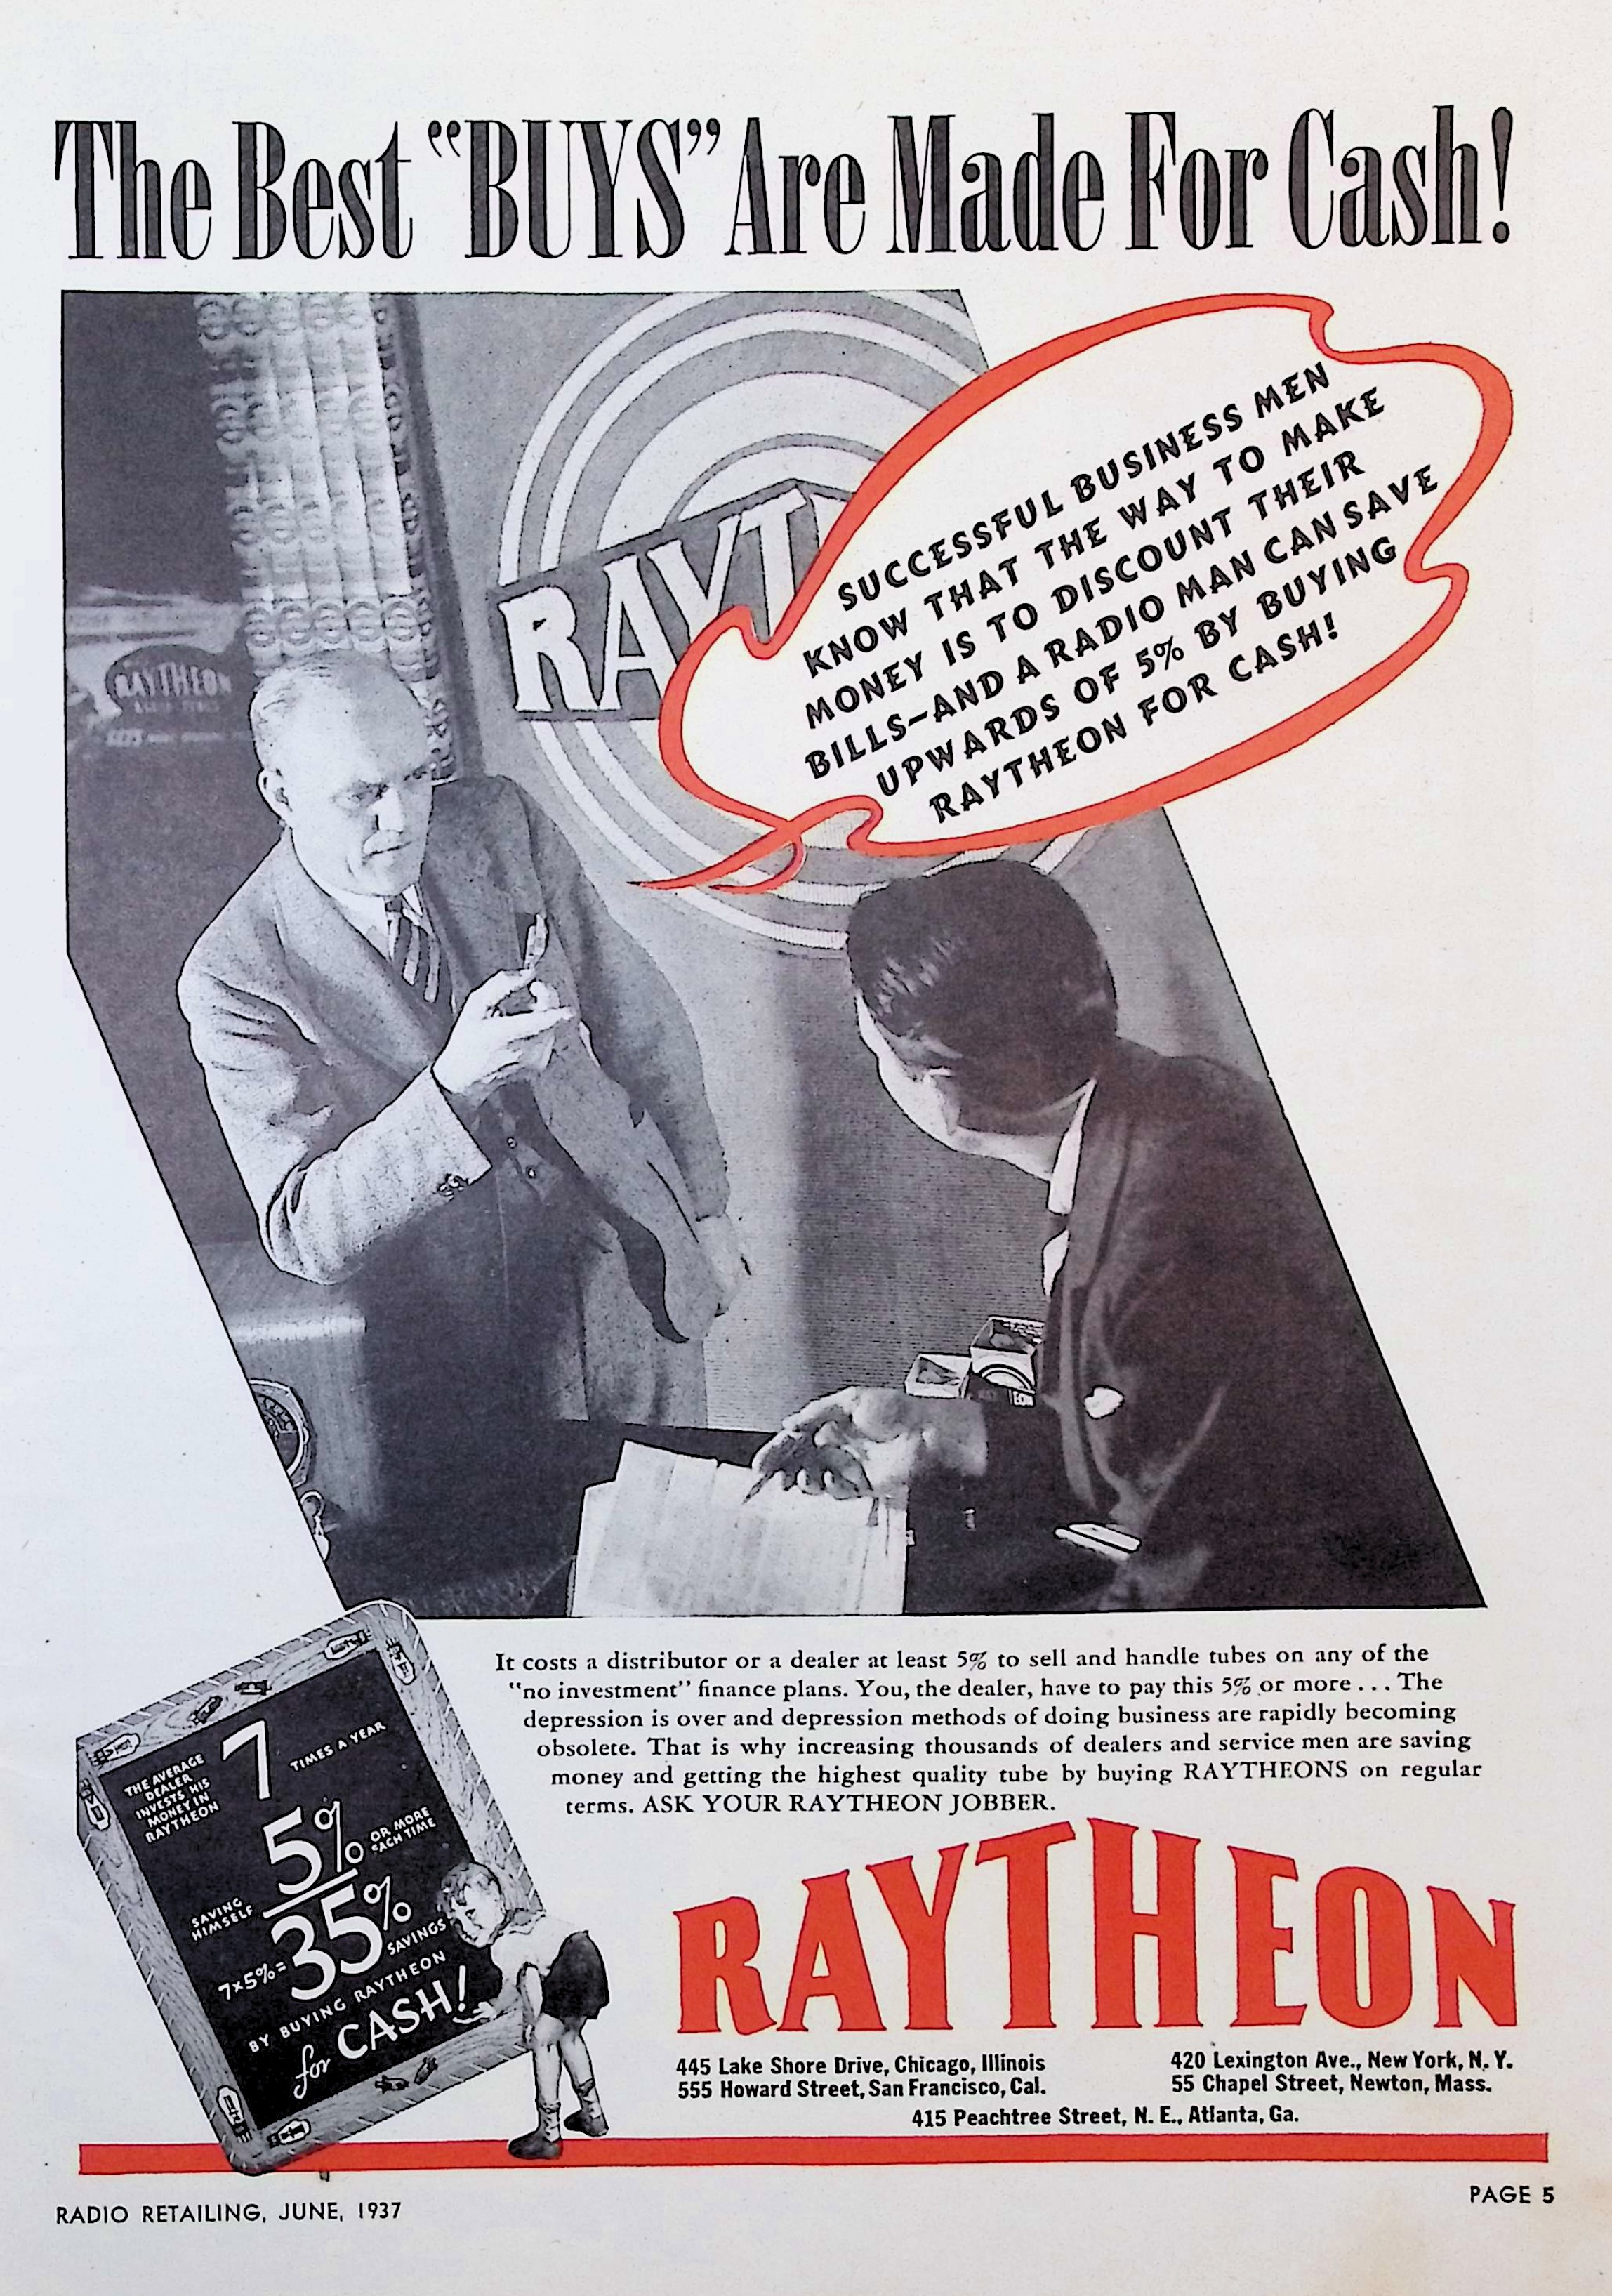 The Best “BUYS” Are Made For Cash!
RAYT
RAYTHEON
SUCCESSFUL BUSINESS MEN
KNOW THAT THE WAY TO MAKE
MONEY IS TO DISCOUNT THEIR
BILLS—AND A RADIO MAN CAN SAVE
UPWARDS OF 5% BY BUYING
RAYTHEON FOR CASH!
It costs a distributor or a dealer at least 5% to sell and handle tubes on any of the
“no investment” finance plans. You, the dealer, have to pay this 5% or more . . . The
depression is over and depression methods of doing business are rapidly becoming
obsolete. That is why increasing thousands of dealers and service men are saving
money and getting the highest quality tube by buying RAYTHEONS on regular
terms. ASK YOUR RAYTHEON JOBBER.
THE AVERAGE
DEALER
INVESTS HIS
MONEY IN
RAYTHEON
7 TIMES A YEAR
SAVING
HIMSELF
5% OR MORE
EACH TIME
7x5%= 35% SAVINGS
BY BUYING RAYTHEON
for CASH!
RAYTHEON
445 Lake Shore Drive, Chicago, Illinois
420 Lexington Ave., New York, N. Y.
555 Howard Street, San Francisco, Cal.
55 Chapel Street, Newton, Mass.
415 Peachtree Street, N. E., Atlanta, Ga.
RADIO RETAILING, JUNE, 1937
PAGE 5